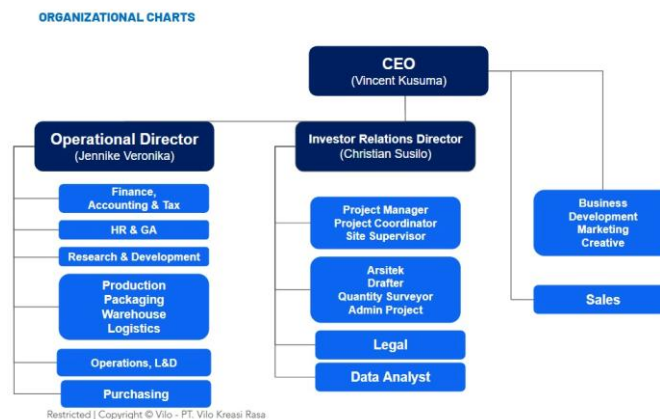 ORGANIZATIONAL CHARTS
CEO
(Vincent Kusuma)
Operational Director
(Jennike Veronika)
Finance,
Accounting & Tax
HR & GA
Research & Development
Production
Packaging
Warehouse
Logistics
Operations, L&D
Purchasing
Investor Relations Director
(Christian Susilo)
Project Manager
Project Coordinator
Site Supervisor
Arsitek
Drafter
Quantity Surveyor
Admin Project
Legal
Data Analyst
Business
Development
Marketing
Creative
Sales
Restricted | Copyright © Vilo - PT. Vilo Kreasi Rasa